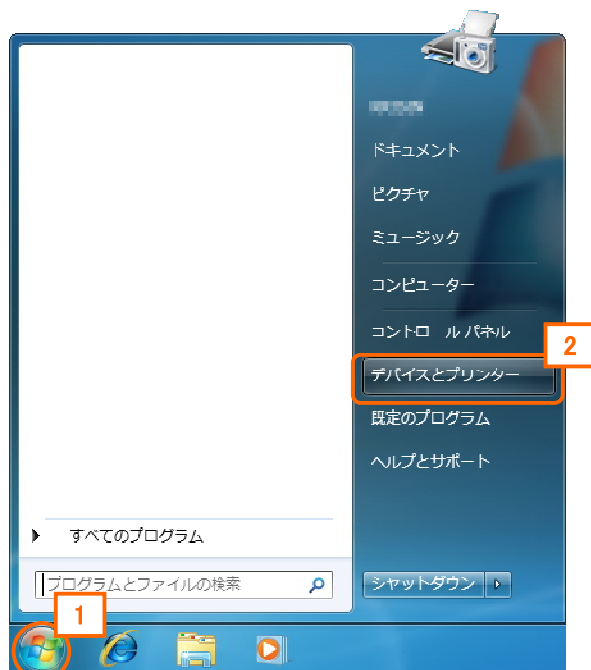 ドキュメント
ピクチャ
ミュージック
コンピューター
コントロール パネル
2
デバイスとプリンター
既定のプログラム
ヘルプとサポート
すべてのプログラム
プログラムとファイルの検索
シャットダウン
1